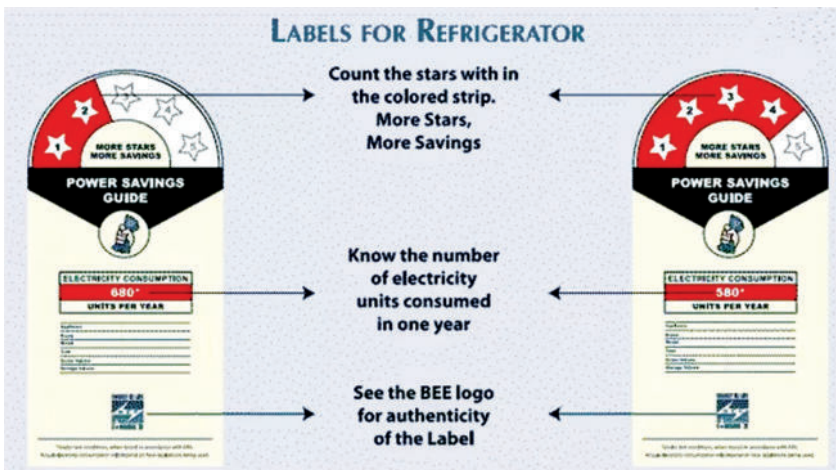 LABELS FOR REFRIGERATOR
Count the stars with in
the colored strip.
More Stars,
More Savings
1
2
3
4
5
MORE STARS
MORE SAVINGS
POWER SAVINGS
GUIDE
ELECTRICITY CONSUMPTION
680*
UNITS PER YEAR
Know the number
of electricity
units consumed
in one year
See the BEE logo
for authenticity
of the Label
1
2
3
4
5
MORE STARS
MORE SAVINGS
POWER SAVINGS
GUIDE
ELECTRICITY CONSUMPTION
580*
UNITS PER YEAR